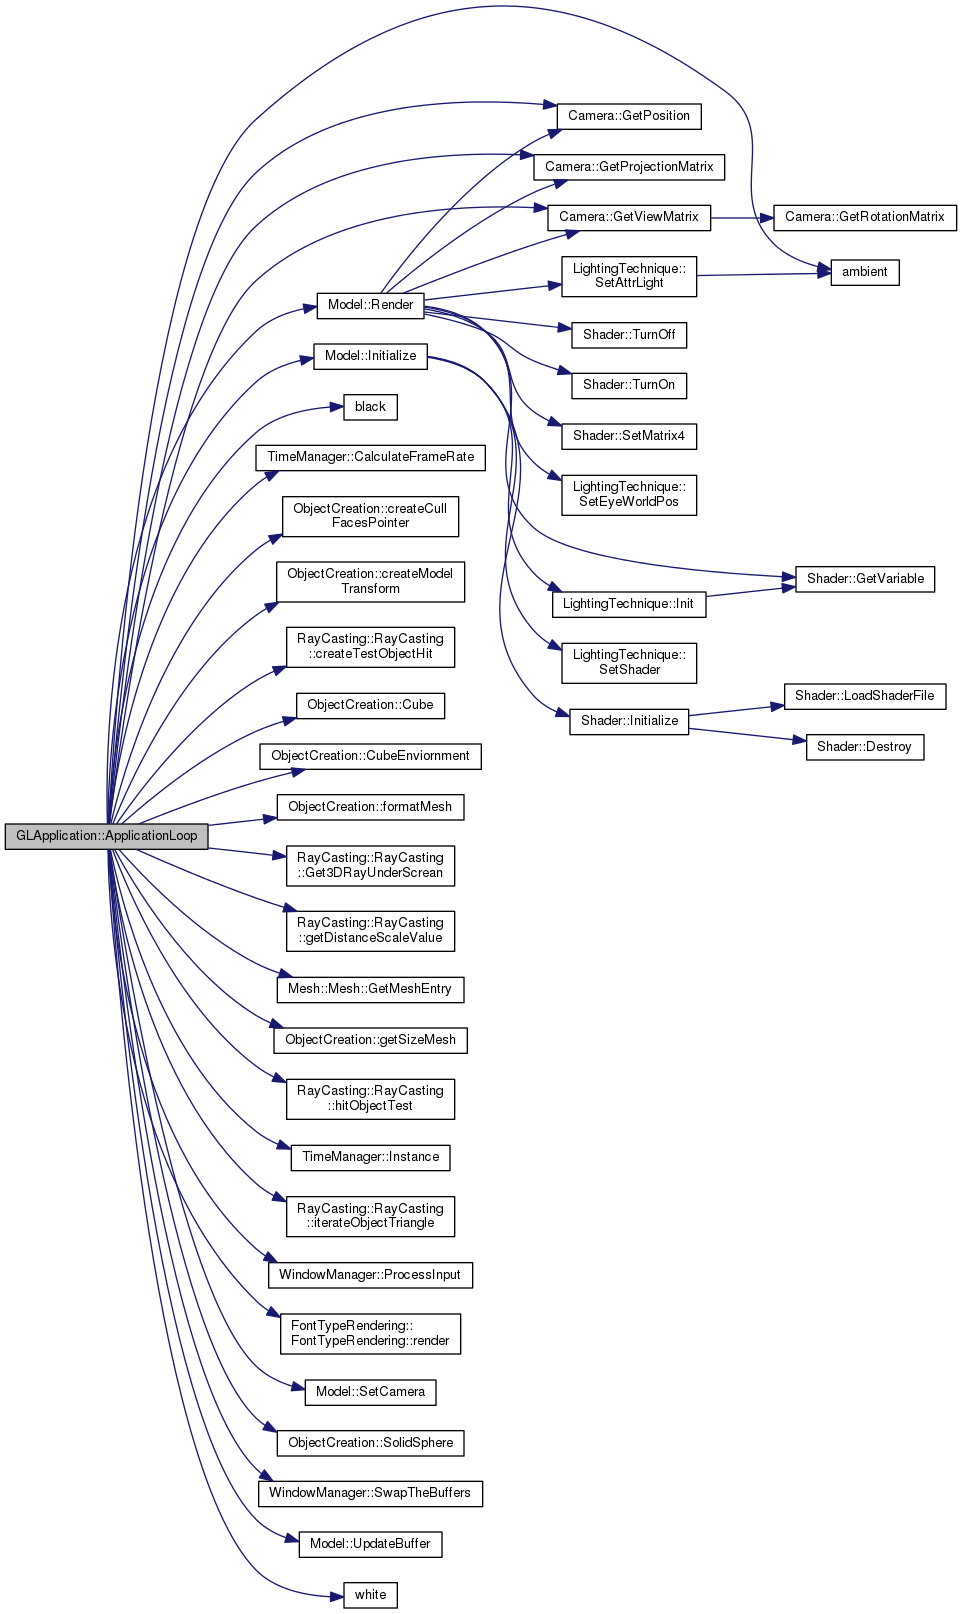 Camera::GetPosition
Camera::GetProjectionMatrix
Camera::GetViewMatrix
Camera::GetRotationMatrix
LightingTechnique::
SetAttrLight
ambient
Model::Render
Shader::TurnOff
Model::Initialize
Shader::TurnOn
black
Shader::SetMatrix4
TimeManager::CalculateFrameRate
LightingTechnique::
SetEyeWorldPos
ObjectCreation::createCull
FacesPointer
ObjectCreation::createModel
Transform
Shader::GetVariable
LightingTechnique::Init
RayCasting::RayCasting
::createTestObjectHit
LightingTechnique::
SetShader
ObjectCreation::Cube
Shader::LoadShaderFile
Shader::Initialize
Shader::Destroy
ObjectCreation::CubeEnviornment
ObjectCreation::formatMesh
GLApplication::ApplicationLoop
RayCasting::RayCasting
::Get3DRayUnderScrean
RayCasting::RayCasting
::getDistanceScaleValue
Mesh::Mesh::GetMeshEntry
ObjectCreation::getSizeMesh
RayCasting::RayCasting
::hitObjectTest
TimeManager::Instance
RayCasting::RayCasting
::iterateObjectTriangle
WindowManager::ProcessInput
FontTypeRendering::
FontTypeRendering::render
Model::SetCamera
ObjectCreation::SolidSphere
WindowManager::SwapTheBuffers
Model::UpdateBuffer
white